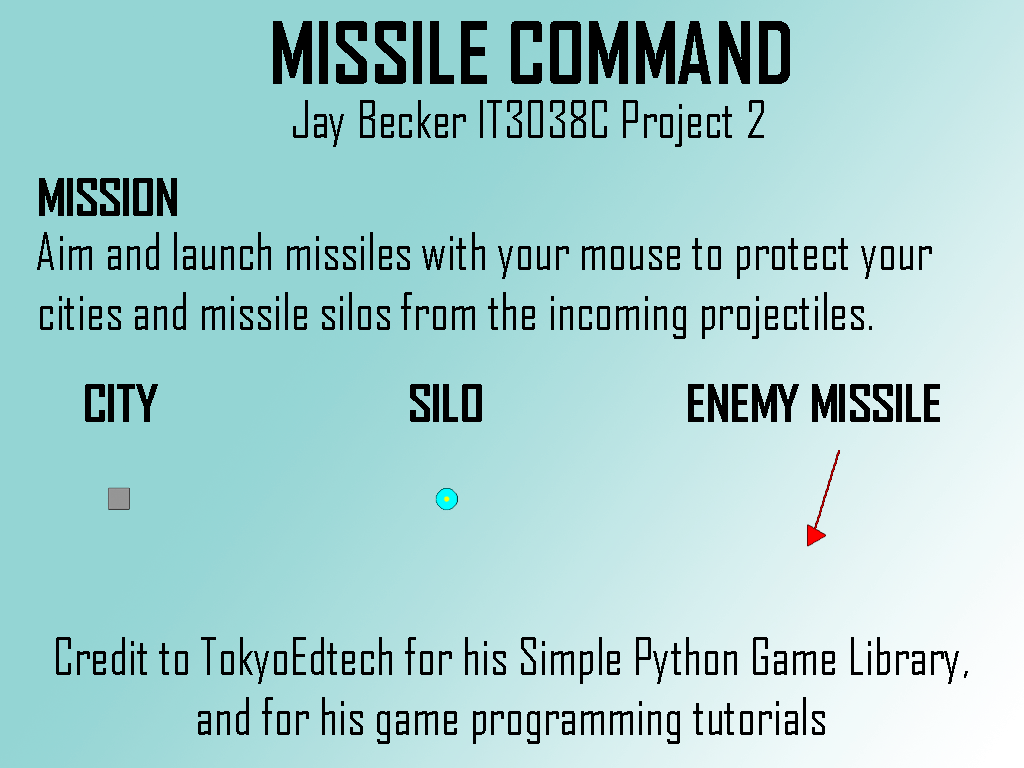 MISSILE COMMAND
Jay Becker IT3038C Project 2
MISSION
Aim and launch missiles with your mouse to protect your
cities and missile silos from the incoming projectiles.
CITY SILO ENEMY MISSILE
Credit to TokyoEdtech for his Simple Python Game Library,
and for his game programming tutorials